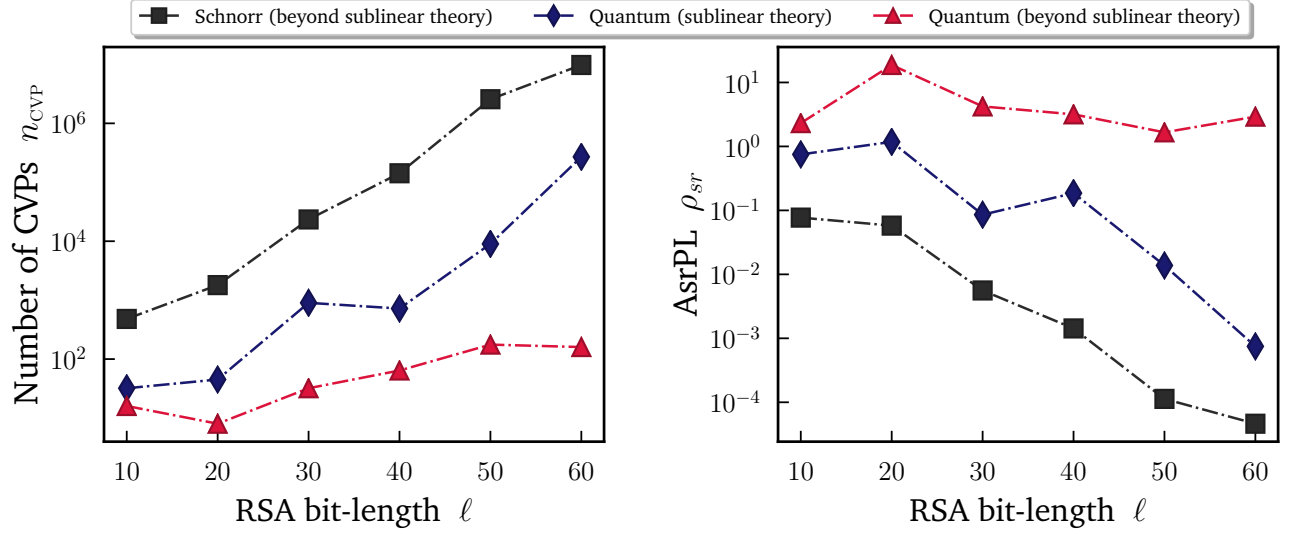 Schnorr (beyond sublinear theory) Quantum (sublinear theory) Quantum (beyond sublinear theory)
Number of CVPs n_CVP
10^6
10^4
10^2
10 20 30 40 50 60
RSA bit-length ℓ
AsrPL ρ_sr
10^1
10^0
10^−1
10^−2
10^−3
10^−4
10 20 30 40 50 60
RSA bit-length ℓ